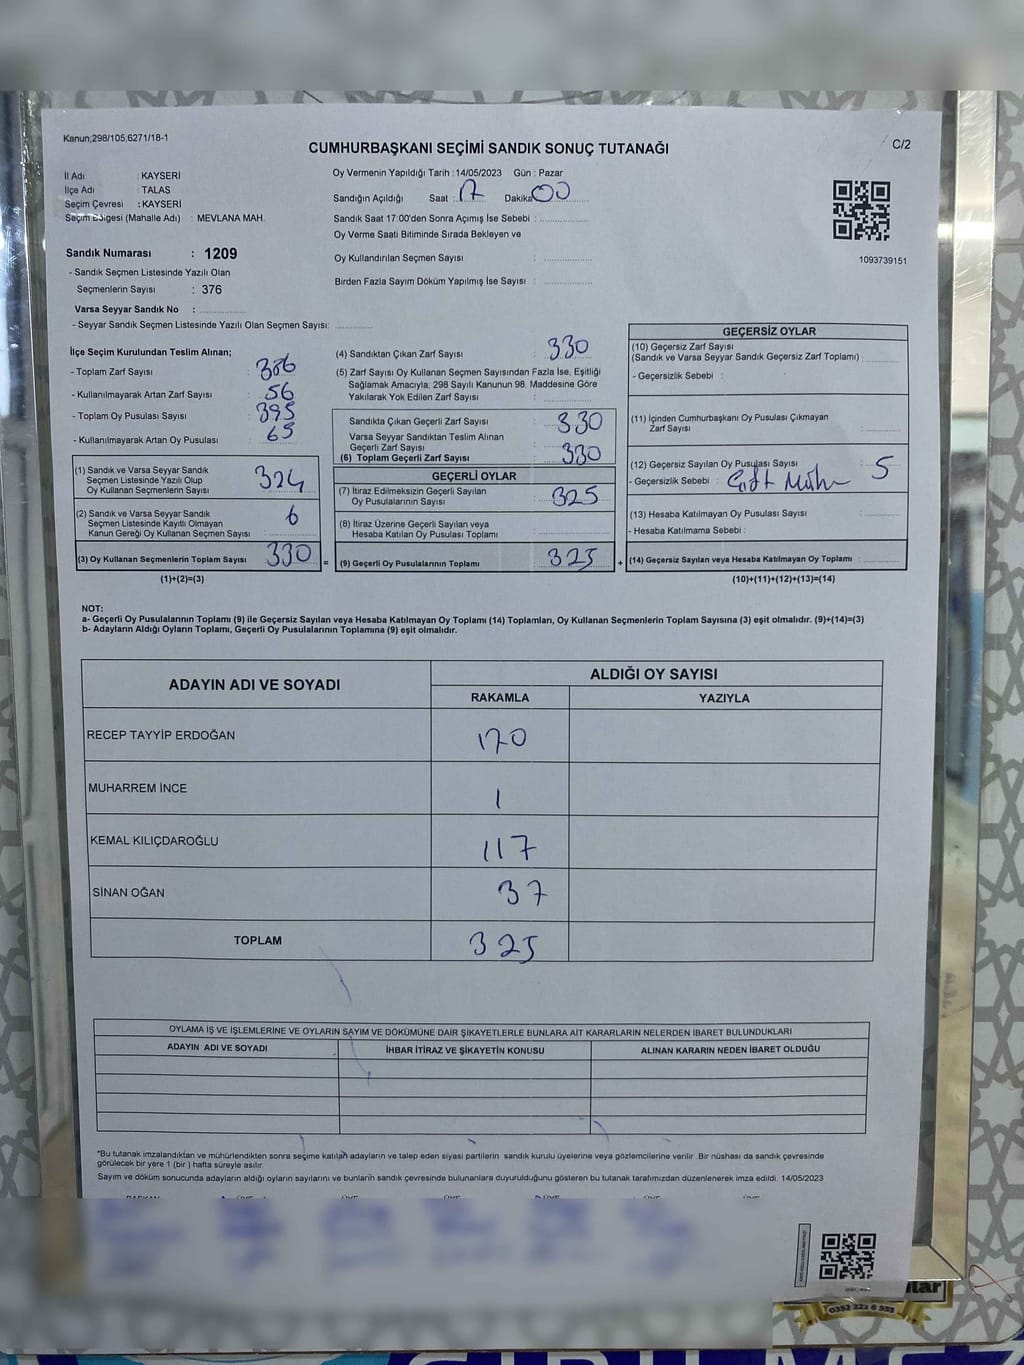 Kanun;298/105,6271/18-1
C/2
CUMHURBAŞKANI SEÇİMİ SANDIK SONUÇ TUTANAĞI
İl Adı : KAYSERİ
İlçe Adı : TALAS
Seçim Çevresi : KAYSERİ
Seçim Bölgesi (Mahalle Adı) : MEVLANA MAH.
Oy Vermenin Yapıldığı Tarih :14/05/2023 Gün : Pazar
Sandığın Açıldığı Saat : 17 Dakika 00
Sandık Saat 17:00'den Sonra Açımış İse Sebebi :
Oy Verme Saati Bitiminde Sırada Bekleyen ve
Oy Kullandırılan Seçmen Sayısı :
Birden Fazla Sayım Döküm Yapılmış İse Sayısı :
1093739151
Sandık Numarası : 1209
- Sandık Seçmen Listesinde Yazılı Olan
Seçmenlerin Sayısı : 376
Varsa Seyyar Sandık No :
- Seyyar Sandık Seçmen Listesinde Yazılı Olan Seçmen Sayısı:
İlçe Seçim Kurulundan Teslim Alınan;
- Toplam Zarf Sayısı : 386
- Kullanılmayarak Artan Zarf Sayısı : 56
- Toplam Oy Pusulası Sayısı : 395
- Kullanılmayarak Artan Oy Pusulası : 65
(1) Sandık ve Varsa Seyyar Sandık
Seçmen Listesinde Yazılı Olup
Oy Kullanan Seçmenlerin Sayısı : 324
(2) Sandık ve Varsa Seyyar Sandık
Seçmen Listesinde Kayıtlı Olmayan
Kanun Gereği Oy Kullanan Seçmen Sayısı : 6
(3) Oy Kullanan Seçmenlerin Toplam Sayısı : 330
(1)+(2)=(3)
=
(4) Sandıktan Çıkan Zarf Sayısı : 330
(5) Zarf Sayısı Oy Kullanan Seçmen Sayısından Fazla İse, Eşitliği
Sağlamak Amacıyla; 298 Sayılı Kanunun 98. Maddesine Göre
Yakılarak Yok Edilen Zarf Sayısı :
Sandıkta Çıkan Geçerli Zarf Sayısı : 330
Varsa Seyyar Sandıktan Teslim Alınan
Geçerli Zarf Sayısı :
(6) Toplam Geçerli Zarf Sayısı : 330
GEÇERLİ OYLAR
(7) İtiraz Edilmeksizin Geçerli Sayılan
Oy Pusulalarının Sayısı : 325
(8) İtiraz Üzerine Geçerli Sayılan veya
Hesaba Katılan Oy Pusulası Toplamı :
(9) Geçerli Oy Pusulalarının Toplamı : 325
+
GEÇERSİZ OYLAR
(10) Geçersiz Zarf Sayısı
(Sandık ve Varsa Seyyar Sandık Geçersiz Zarf Toplamı) :
- Geçersizlik Sebebi :
(11) İçinden Cumhurbaşkanı Oy Pusulası Çıkmayan
Zarf Sayısı :
(12) Geçersiz Sayılan Oy Pusulası Sayısı : 5
- Geçersizlik Sebebi : Çift Mühür
(13) Hesaba Katılmayan Oy Pusulası Sayısı :
- Hesaba Katılmama Sebebi :
(14) Geçersiz Sayılan veya Hesaba Katılmayan Oy Toplamı :
(10)+(11)+(12)+(13)=(14)
NOT:
a- Geçerli Oy Pusulalarının Toplamı (9) ile Geçersiz Sayılan veya Hesaba Katılmayan Oy Toplamı (14) Toplamları, Oy Kullanan Seçmenlerin Toplam Sayısına (3) eşit olmalıdır. (9)+(14)=(3)
b- Adayların Aldığı Oyların Toplamı, Geçerli Oy Pusulalarının Toplamına (9) eşit olmalıdır.
ADAYIN ADI VE SOYADI
ALDIĞI OY SAYISI
RAKAMLA YAZIYLA
RECEP TAYYİP ERDOĞAN 170
MUHARREM İNCE 1
KEMAL KILIÇDAROĞLU 117
SİNAN OĞAN 37
TOPLAM 325
OYLAMA İŞ VE İŞLEMLERİNE VE OYLARIN SAYIM VE DÖKÜMÜNE DAİR ŞİKAYETLERLE BUNLARA AİT KARARLARIN NELERDEN İBARET BULUNDUKLARI
ADAYIN ADI VE SOYADI İHBAR İTİRAZ VE ŞİKAYETİN KONUSU ALINAN KARARIN NEDEN İBARET OLDUĞU
*Bu tutanak imzalandıktan ve mühürlendikten sonra seçime katılan adayların ve talep eden siyasi partilerin sandık kurulu üyelerine veya gözlemcilerine verilir. Bir nüshası da sandık çevresinde
görülecek bir yere 1 (bir ) hafta süreyle asılır.
Sayım ve döküm sonucunda adayların aldığı oyların sayılarını ve bunların sandık çevresinde bulunanlara duyurulduğunu gösteren bu tutanak tarafımızdan düzenlenerek imza edildi. 14/05/2023